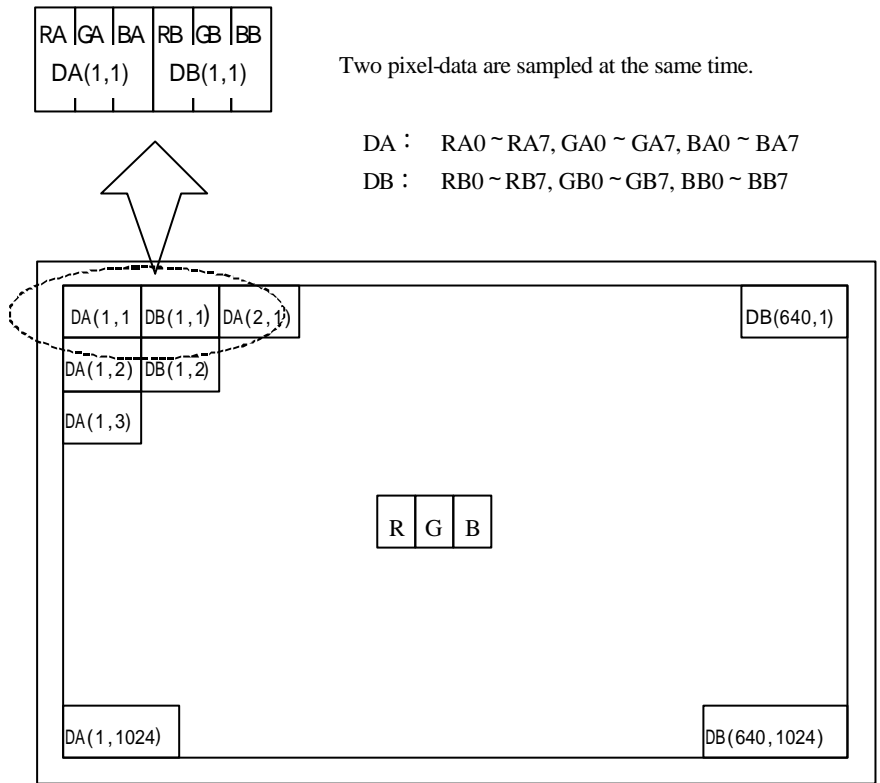 RA GA BA RB GB BB
DA(1,1) DB(1,1)
Two pixel-data are sampled at the same time.
DA： RA0~RA7, GA0~GA7, BA0~BA7
DB： RB0~RB7, GB0~GB7, BB0~BB7
DA(1,1 DB(1,1) DA(2,1) DB(640,1)
DA(1,2) DB(1,2)
DA(1,3)
R G B
DA(1,1024) DB(640,1024)